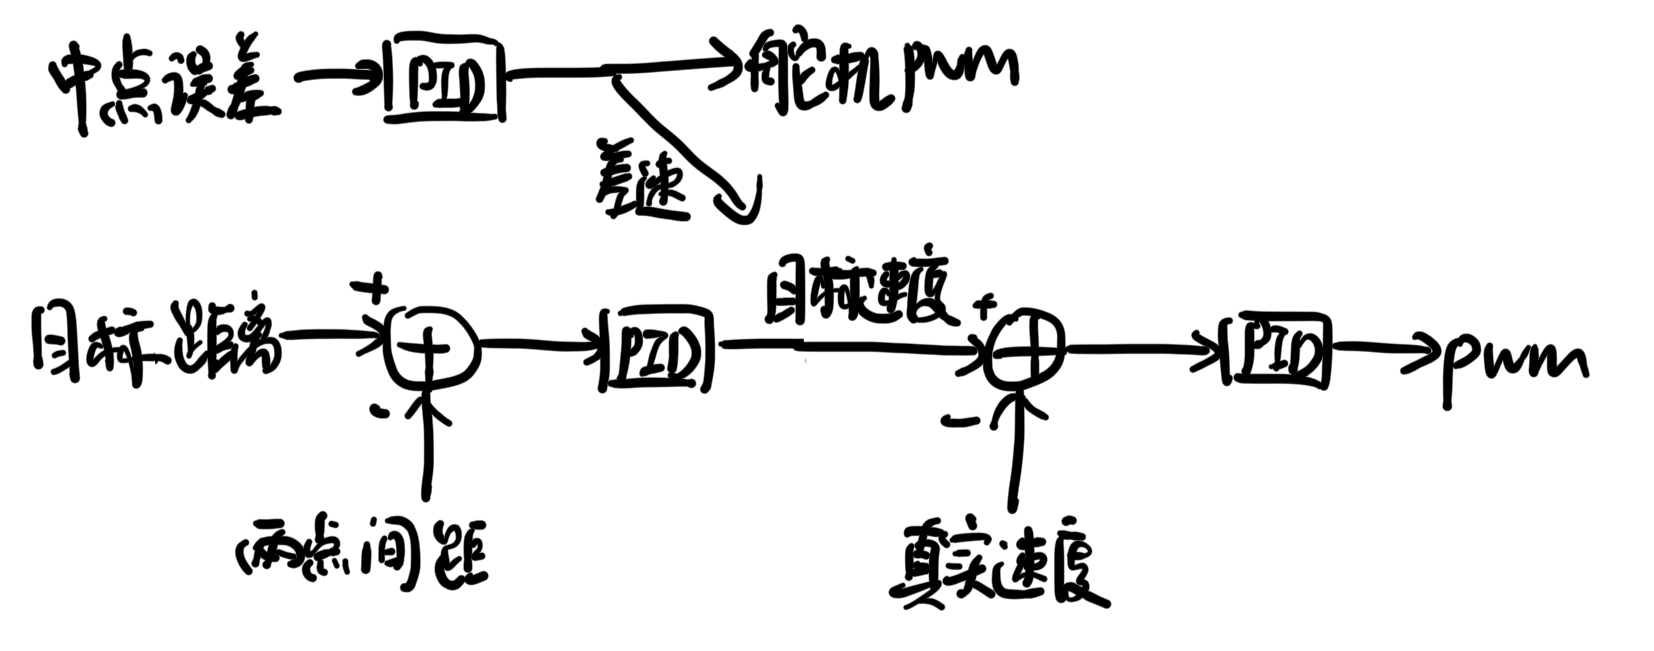 中点误差 PID 舵机pwm
差速
目标速度
+ +
目标距离 PID PID pwm
- -
两点间距 真实速度